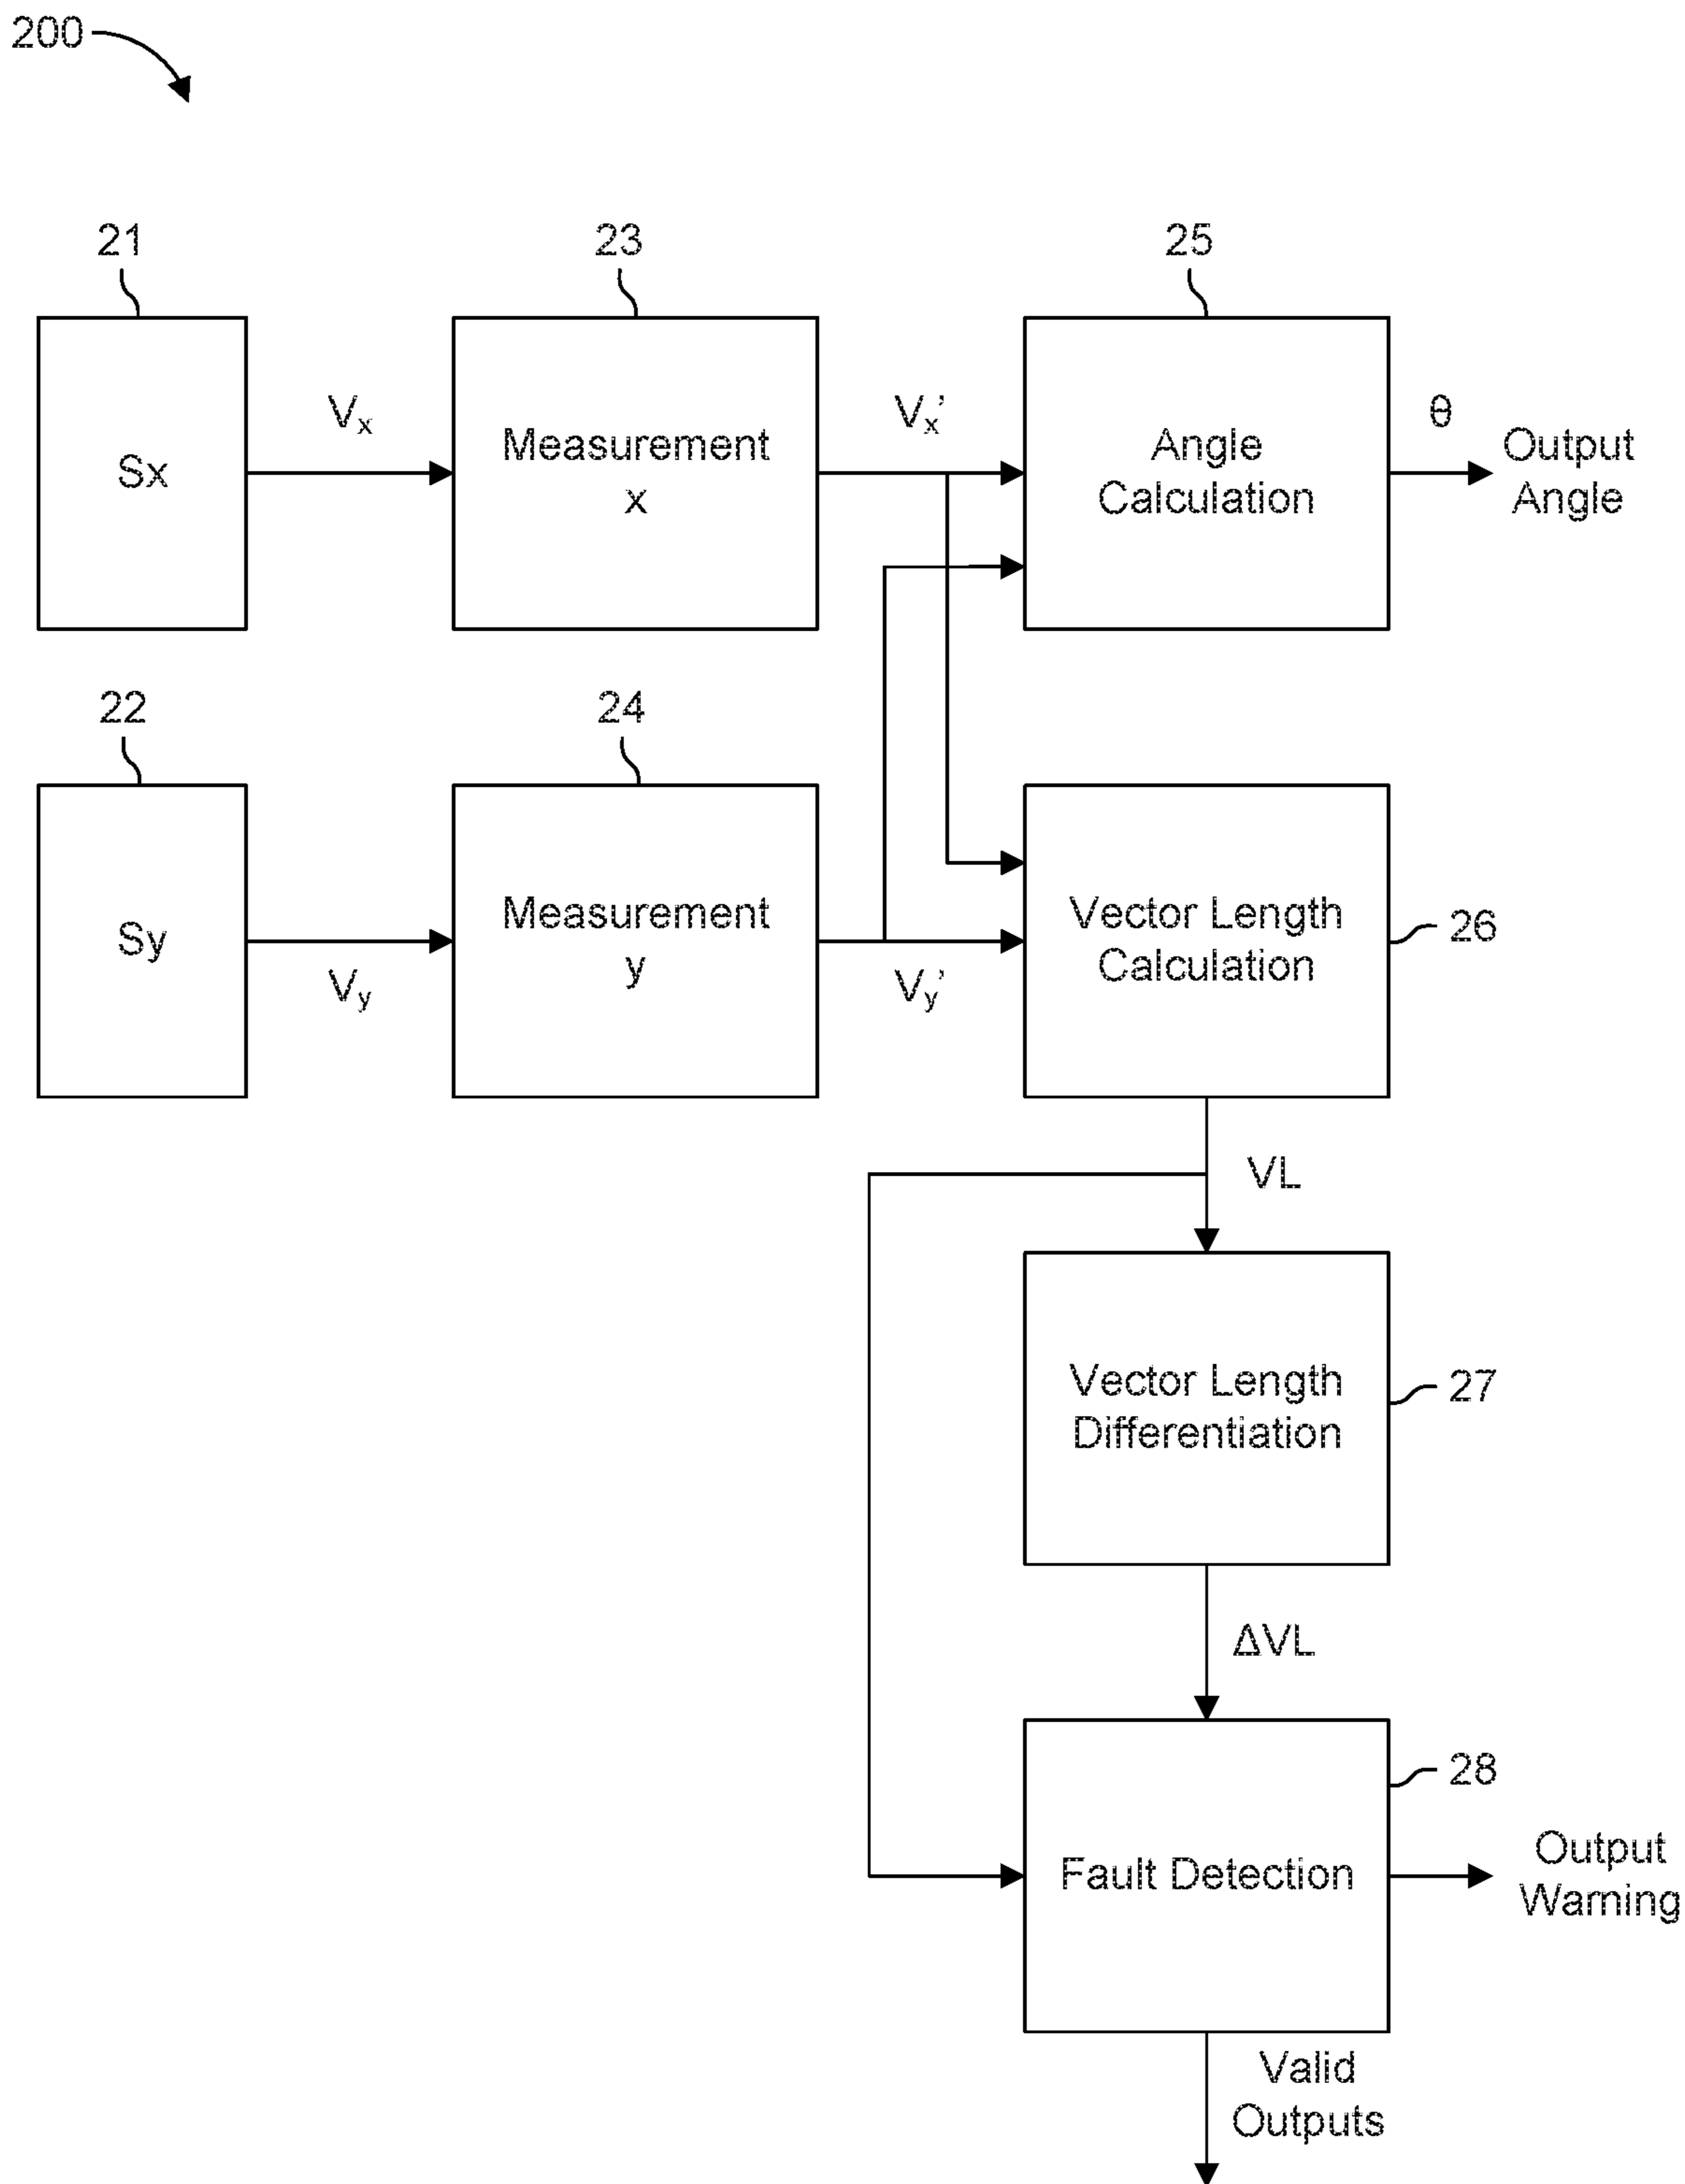 200
21
23
25
Sx
Vx
Measurement
x
Vx’
Angle
Calculation
θ
Output
Angle
22
24
Sy
Vy
Measurement
y
Vy’
Vector Length
Calculation
26
VL
Vector Length
Differentiation
27
ΔVL
Fault Detection
28
Output
Warning
Valid
Outputs